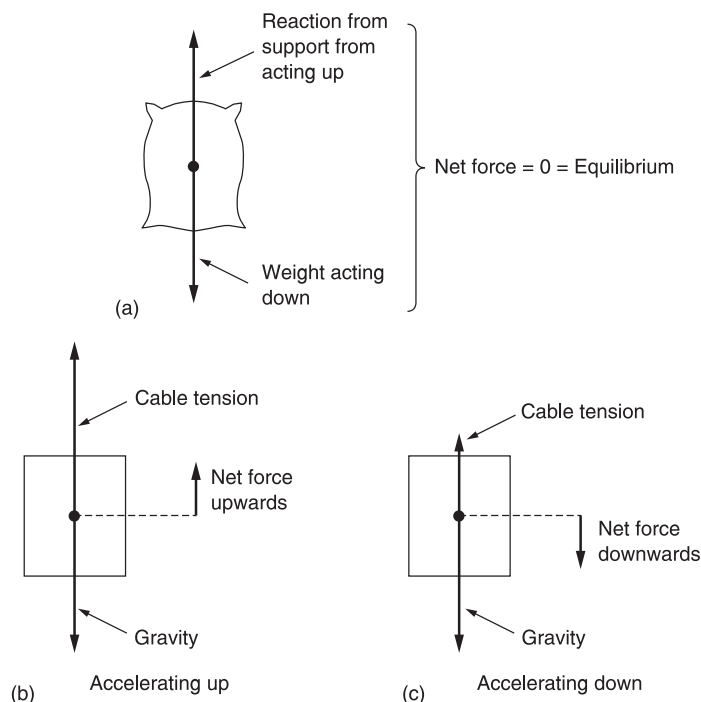 Reaction from
support from
acting up
Net force = 0 = Equilibrium
Weight acting
down
(a)
Cable tension
Net force
upwards
Gravity
(b) Accelerating up
Cable tension
Net force
downwards
Gravity
(c) Accelerating down